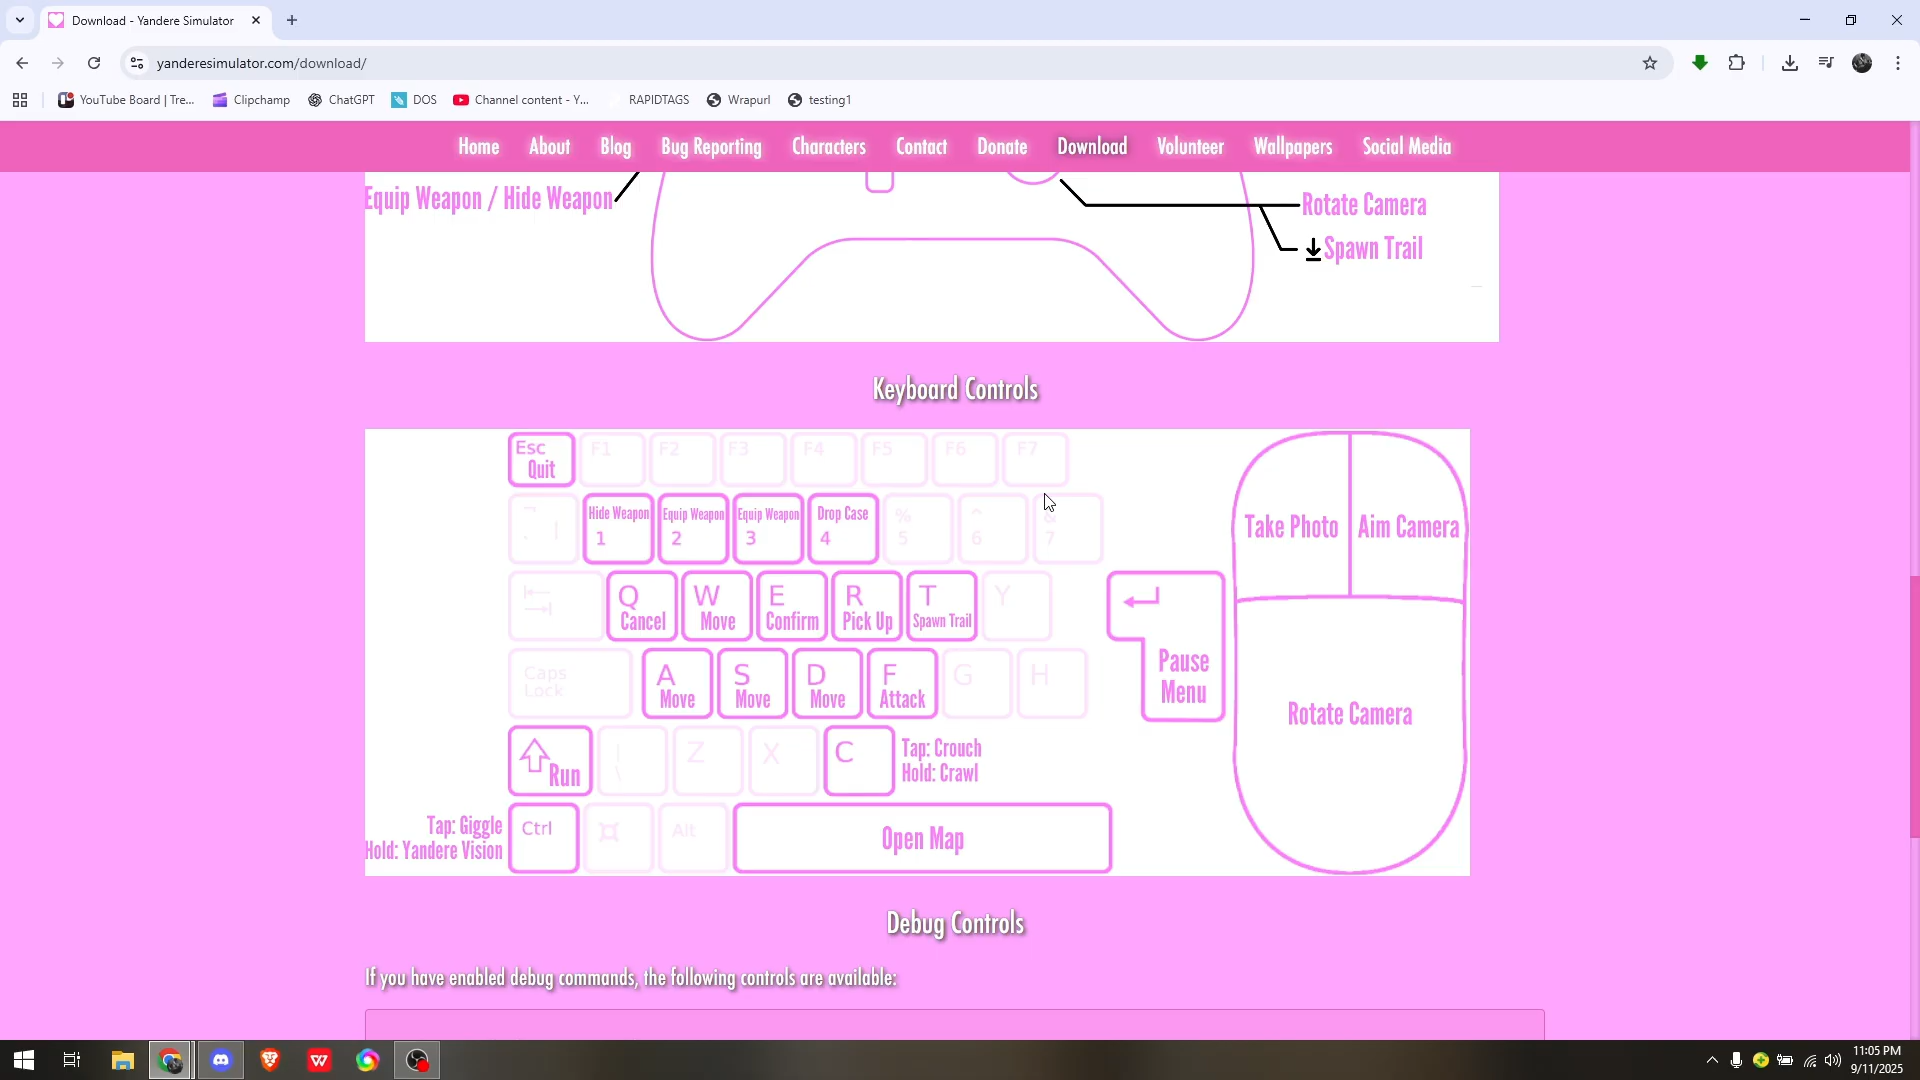 Download - Yandere Simulator
yanderesimulator.com/download/
YouTube Board | Tre...
Clipchamp
ChatGPT
DOS
Channel content - Y...
RAPIDTAGS
Wrapurl
testing1
Home
About
Blog
Bug Reporting
Characters
Contact
Donate
Download
Volunteer
Wallpapers
Social Media
Equip Weapon / Hide Weapon
Rotate Camera
Spawn Trail
Keyboard Controls
Esc
Quit
F1
F2
F3
F4
F5
F6
F7
Hide Weapon
1
Equip Weapon
2
Equip Weapon
3
Drop Case
4
%
5
^
6
&
7
Take Photo
Aim Camera
Q
Cancel
W
Move
E
Confirm
R
Pick Up
T
Spawn Trail
Y
Pause
Menu
Rotate Camera
Caps
Lock
A
Move
S
Move
D
Move
F
Attack
G
H
Run
|
\
Z
X
C
Tap: Crouch
Hold: Crawl
Tap: Giggle
Hold: Yandere Vision
Ctrl
Alt
Open Map
Debug Controls
If you have enabled debug commands, the following controls are available:
11:05 PM
9/11/2025